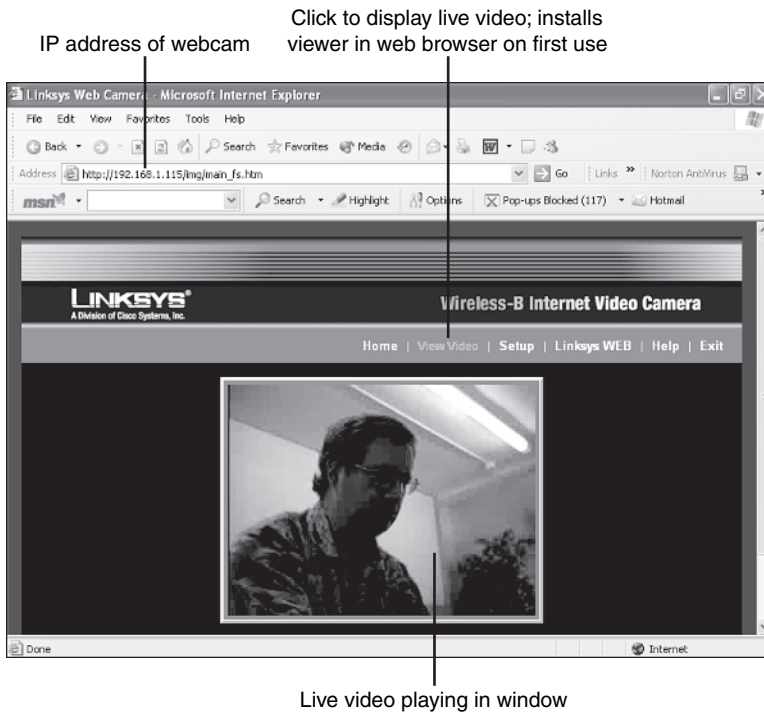 Click to display live video; installs
viewer in web browser on first use
IP address of webcam
Linksys Web Camera - Microsoft Internet Explorer
File Edit View Favorites Tools Help
Back Search Favorites Media
Address http://192.168.1.115/img/main_fs.htm Go Links » Norton AntiVirus
msn Search Highlight Options Pop-ups Blocked (117) Hotmail »
LINKSYS®
A Division of Cisco Systems, Inc.
Wireless-B Internet Video Camera
Home | View Video | Setup | Linksys WEB | Help | Exit
Done Internet
Live video playing in window